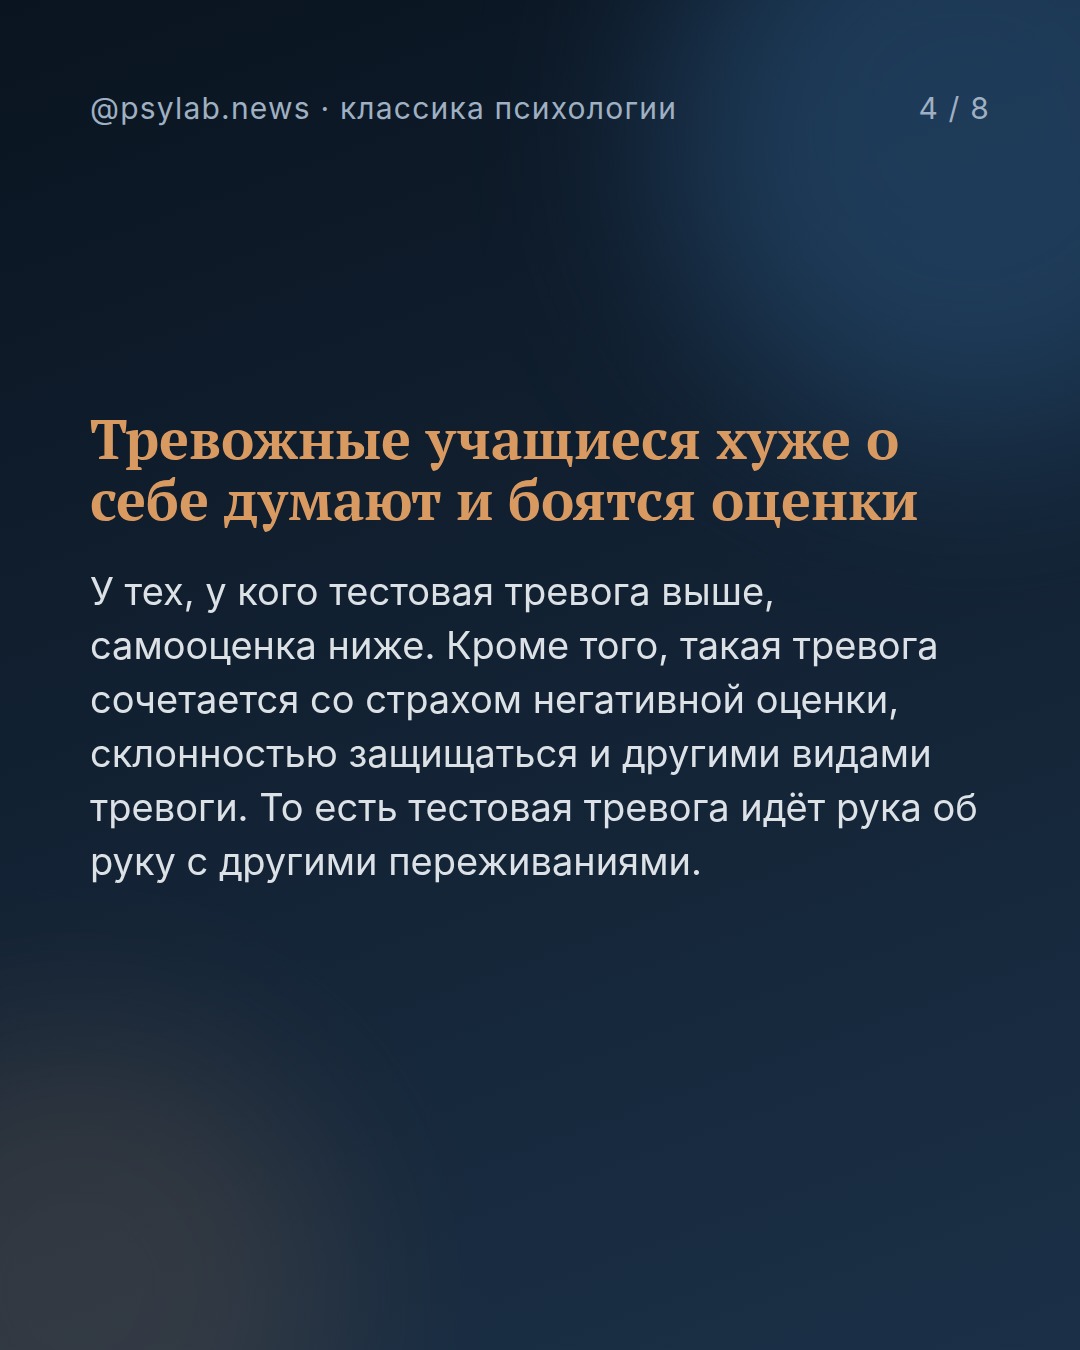 @psylab.news · классика психологии
4 / 8
Тревожные учащиеся хуже о
себе думают и боятся оценки
У тех, у кого тестовая тревога выше,
самооценка ниже. Кроме того, такая тревога
сочетается со страхом негативной оценки,
склонностью защищаться и другими видами
тревоги. То есть тестовая тревога идёт рука об
руку с другими переживаниями.